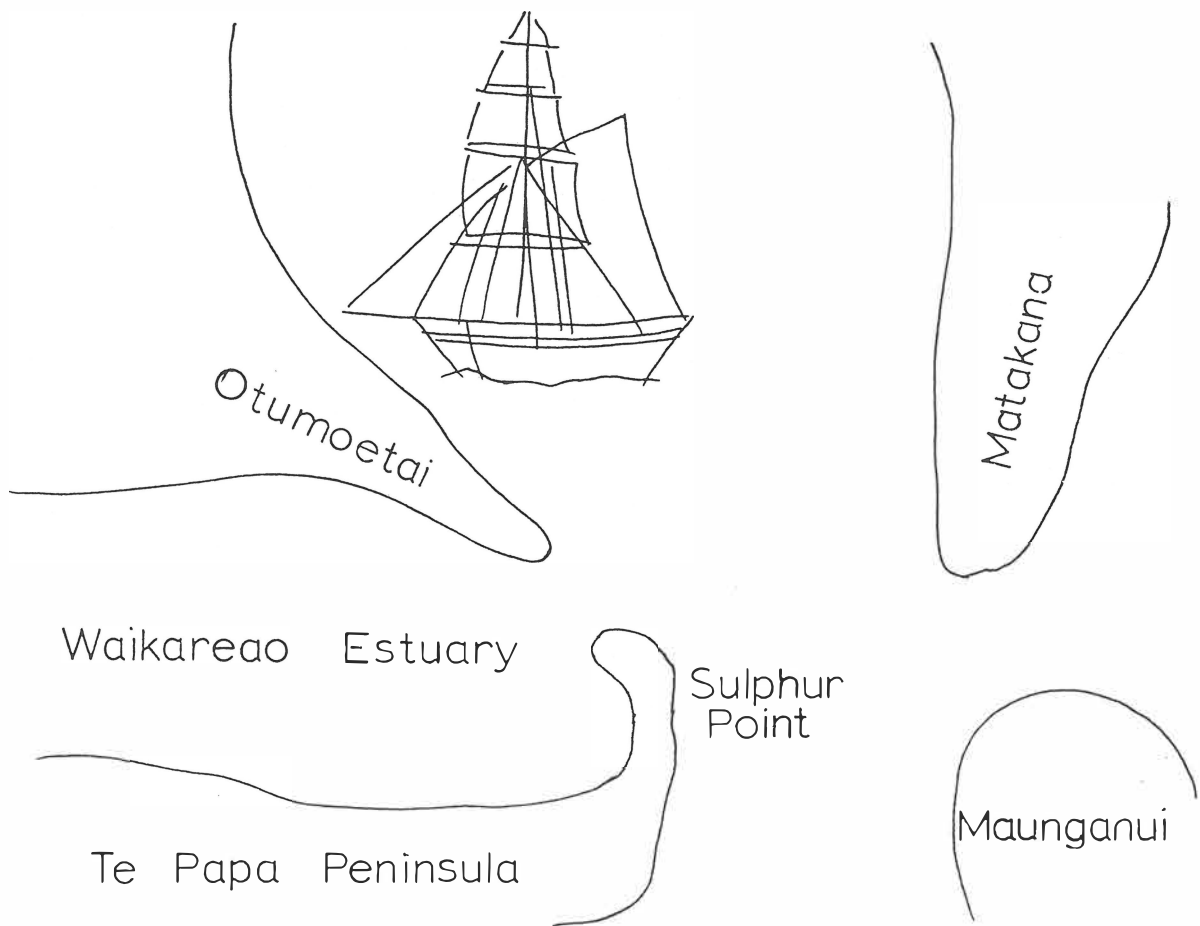 Otumoetai
Matakana
Waikareao Estuary
Sulphur
Point
Maunganui
Te Papa Peninsula